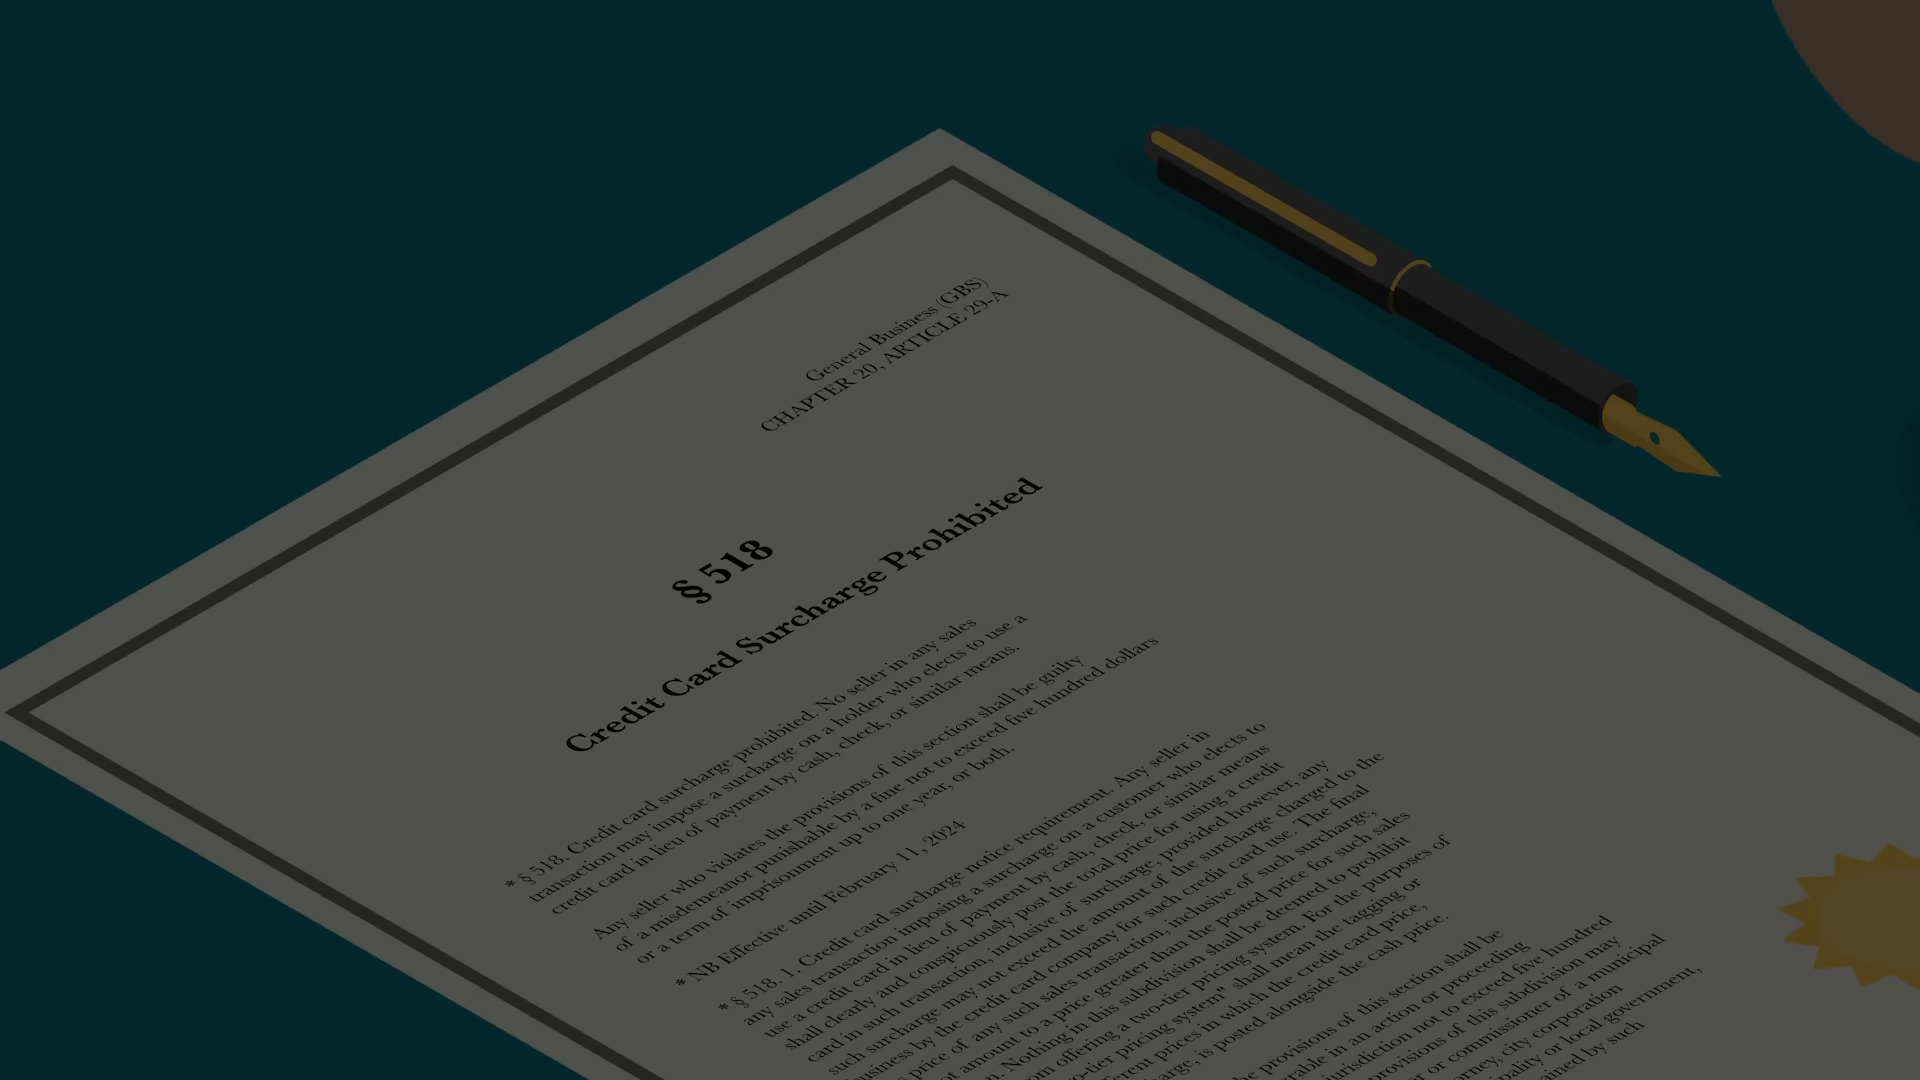 General Business (GBS)
CHAPTER 20, ARTICLE 29-A
§ 518
Credit Card Surcharge Prohibited
* § 518. Credit card surcharge prohibited. No seller in any sales
transaction may impose a surcharge on a holder who elects to use a
credit card in lieu of payment by cash, check, or similar means.
Any seller who violates the provisions of this section shall be guilty
of a misdemeanor punishable by a fine not to exceed five hundred dollars
or a term of imprisonment up to one year, or both.
* NB Effective until February 11, 2024
* § 518. 1. Credit card surcharge notice requirement. Any seller in
any sales transaction imposing a surcharge on a customer who elects to
use a credit card in lieu of payment by cash, check, or similar means
shall clearly and conspicuously post the total price for using a credit
card in such transaction, inclusive of surcharge, provided however, any
such surcharge may not exceed the amount of the surcharge charged to the
business by the credit card company for such credit card use. The final
price of any such sales transaction, inclusive of such surcharge,
amount to a price greater than the posted price for such sales
Nothing in this subdivision shall be deemed to prohibit
offering a two-tier pricing system. For the purposes of
pricing system" shall mean the tagging or
prices in which the credit card price,
is posted alongside the cash price.
provisions of this section shall be
in an action or proceeding
jurisdiction not to exceed five hundred
provisions of this subdivision may
or commissioner of a municipal
city corporation
or local government,
by such